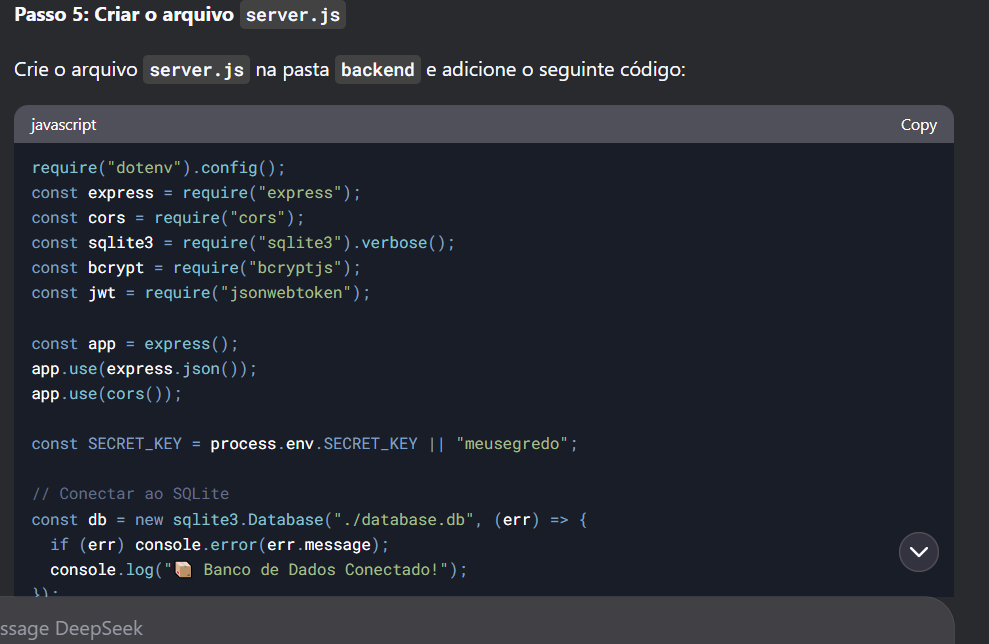 Passo 5: Criar o arquivo server.js
Crie o arquivo server.js na pasta backend e adicione o seguinte código:
javascript
Copy
require("dotenv").config();
const express = require("express");
const cors = require("cors");
const sqlite3 = require("sqlite3").verbose();
const bcrypt = require("bcryptjs");
const jwt = require("jsonwebtoken");
const app = express();
app.use(express.json());
app.use(cors());
const SECRET_KEY = process.env.SECRET_KEY || "meusegredo";
// Conectar ao SQLite
const db = new sqlite3.Database("./database.db", (err) => {
if (err) console.error(err.message);
console.log("📦 Banco de Dados Conectado!");
});
ssage DeepSeek